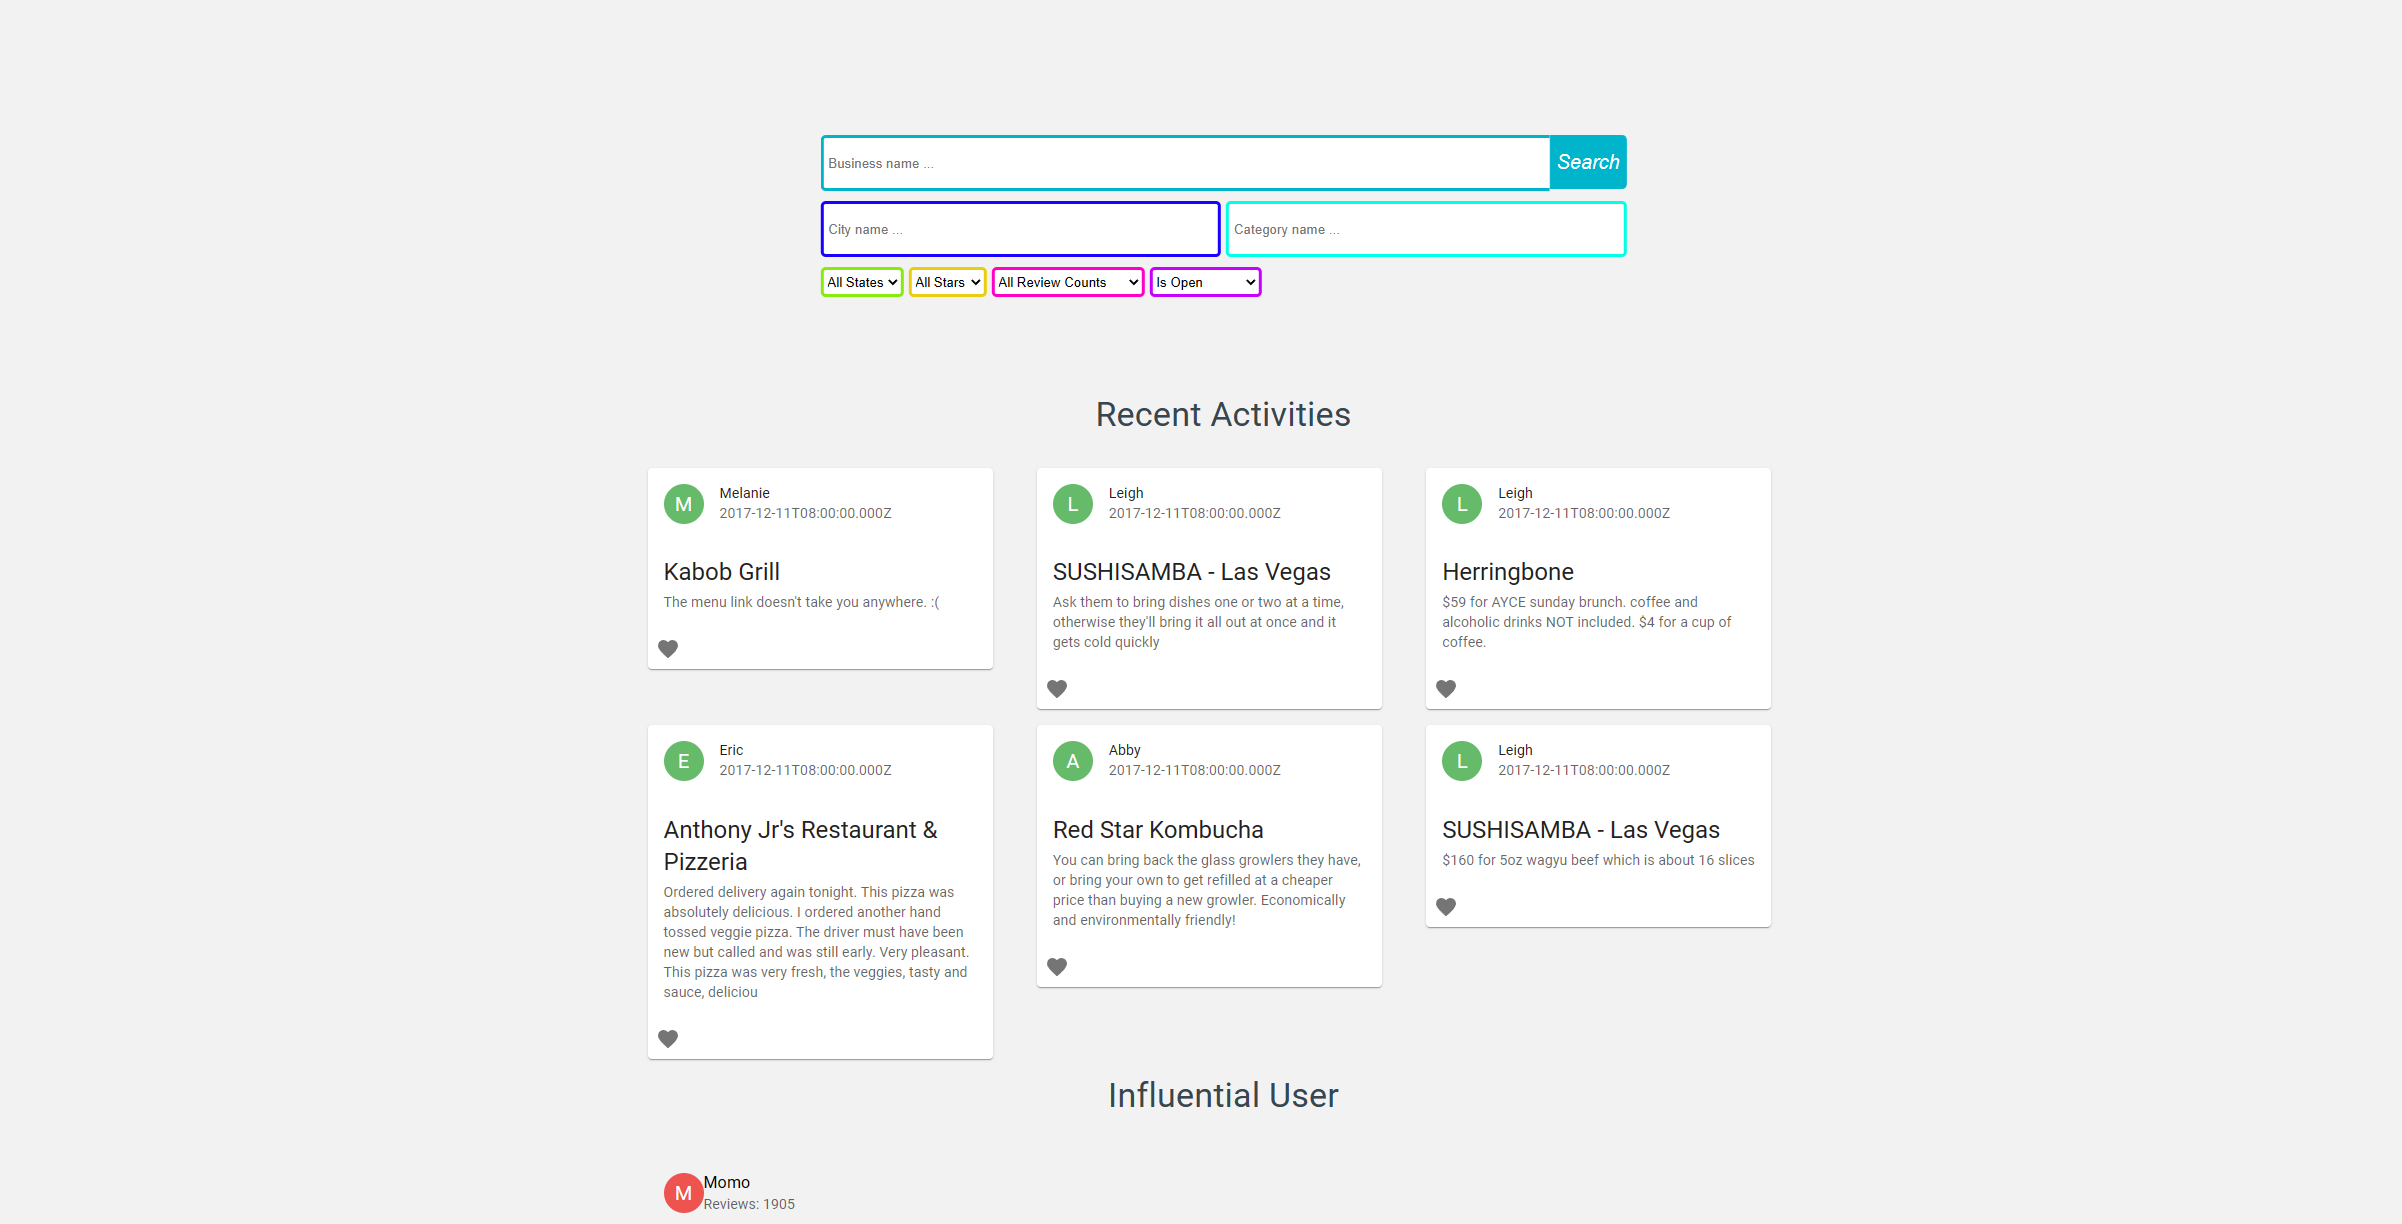 Business name ...
Search
City name ...
Category name ...
All States
All Stars
All Review Counts
Is Open
Recent Activities
M
Melanie
2017-12-11T08:00:00.000Z
Kabob Grill
The menu link doesn't take you anywhere. :(
L
Leigh
2017-12-11T08:00:00.000Z
SUSHISAMBA - Las Vegas
Ask them to bring dishes one or two at a time,
otherwise they'll bring it all out at once and it
gets cold quickly
L
Leigh
2017-12-11T08:00:00.000Z
Herringbone
$59 for AYCE sunday brunch. coffee and
alcoholic drinks NOT included. $4 for a cup of
coffee.
E
Eric
2017-12-11T08:00:00.000Z
Anthony Jr's Restaurant &
Pizzeria
Ordered delivery again tonight. This pizza was
absolutely delicious. I ordered another hand
tossed veggie pizza. The driver must have been
new but called and was still early. Very pleasant.
This pizza was very fresh, the veggies, tasty and
sauce, deliciou
A
Abby
2017-12-11T08:00:00.000Z
Red Star Kombucha
You can bring back the glass growlers they have,
or bring your own to get refilled at a cheaper
price than buying a new growler. Economically
and environmentally friendly!
L
Leigh
2017-12-11T08:00:00.000Z
SUSHISAMBA - Las Vegas
$160 for 5oz wagyu beef which is about 16 slices
Influential User
M
Momo
Reviews: 1905